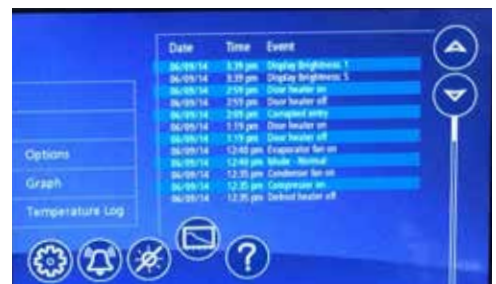 Date Time Event
06/09/14 3:39 pm Display Brightness: 1
06/09/14 3:39 pm Display Brightness: 5
06/09/14 2:59 pm Door heater on
06/09/14 2:59 pm Door heater off
06/09/14 2:09 pm Corrupted entry
06/09/14 1:19 pm Door heater on
06/09/14 1:19 pm Door heater off
06/09/14 12:40 pm Evaporator fan on
06/09/14 12:40 pm Mode - Normal
06/09/14 12:35 pm Condenser fan on
06/09/14 12:35 pm Compressor on
06/09/14 12:35 pm Defrost heater off
Options
Graph
Temperature Log
?